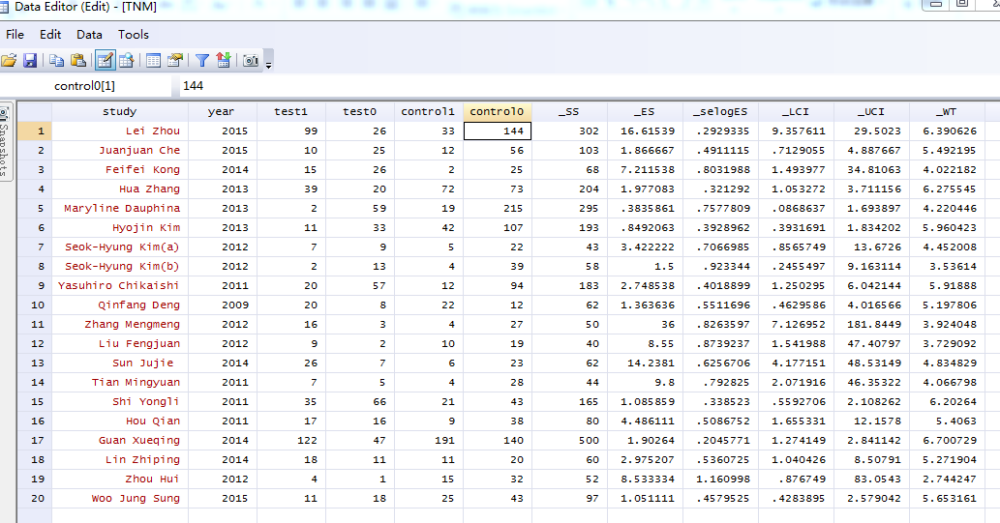 Data Editor (Edit) - [TNM]
File Edit Data Tools
control0[1] 144
Snapshots
study year test1 test0 control1 control0 _SS _ES _selogES _LCI _UCI _WT
1 Lei Zhou 2015 99 26 33 144 302 16.61539 .2929335 9.357611 29.5023 6.390626
2 Juanjuan Che 2015 10 25 12 56 103 1.866667 .4911125 .7129055 4.887667 5.492195
3 Feifei Kong 2014 15 26 2 25 68 7.211538 .8031988 1.493977 34.81063 4.022182
4 Hua Zhang 2013 39 20 72 73 204 1.977083 .321292 1.053272 3.711156 6.275545
5 Maryline Dauphina 2013 2 59 19 215 295 .3835861 .7577809 .0868637 1.693897 4.220446
6 Hyojin Kim 2013 11 33 42 107 193 .8492063 .3928962 .3931691 1.834202 5.960423
7 Seok-Hyung Kim(a) 2012 7 9 5 22 43 3.422222 .7066985 .8565749 13.6726 4.452008
8 Seok-Hyung Kim(b) 2012 2 13 4 39 58 1.5 .923344 .2455497 9.163114 3.53614
9 Yasuhiro Chikaishi 2011 20 57 12 94 183 2.748538 .4018899 1.250295 6.042144 5.91888
10 Qinfang Deng 2009 20 8 22 12 62 1.363636 .5511696 .4629586 4.016566 5.197806
11 Zhang Mengmeng 2012 16 3 4 27 50 36 .8263597 7.126952 181.8449 3.924048
12 Liu Fengjuan 2012 9 2 10 19 40 8.55 .8739237 1.541988 47.40797 3.729092
13 Sun Jujie 2014 26 7 6 23 62 14.2381 .6256706 4.177151 48.53149 4.834829
14 Tian Mingyuan 2011 7 5 4 28 44 9.8 .792825 2.071916 46.35322 4.066798
15 Shi Yongli 2011 35 66 21 43 165 1.085859 .338523 .5592706 2.108262 6.20264
16 Hou Qian 2011 17 16 9 38 80 4.486111 .5086752 1.655331 12.1578 5.4063
17 Guan Xueqing 2014 122 47 191 140 500 1.90264 .2045771 1.274149 2.841142 6.700729
18 Lin Zhiping 2014 18 11 11 20 60 2.975207 .5360725 1.040426 8.50791 5.271904
19 Zhou Hui 2012 4 1 15 32 52 8.533334 1.160998 .876749 83.0543 2.744247
20 Woo Jung Sung 2015 11 18 25 43 97 1.051111 .4579525 .4283895 2.579042 5.653161